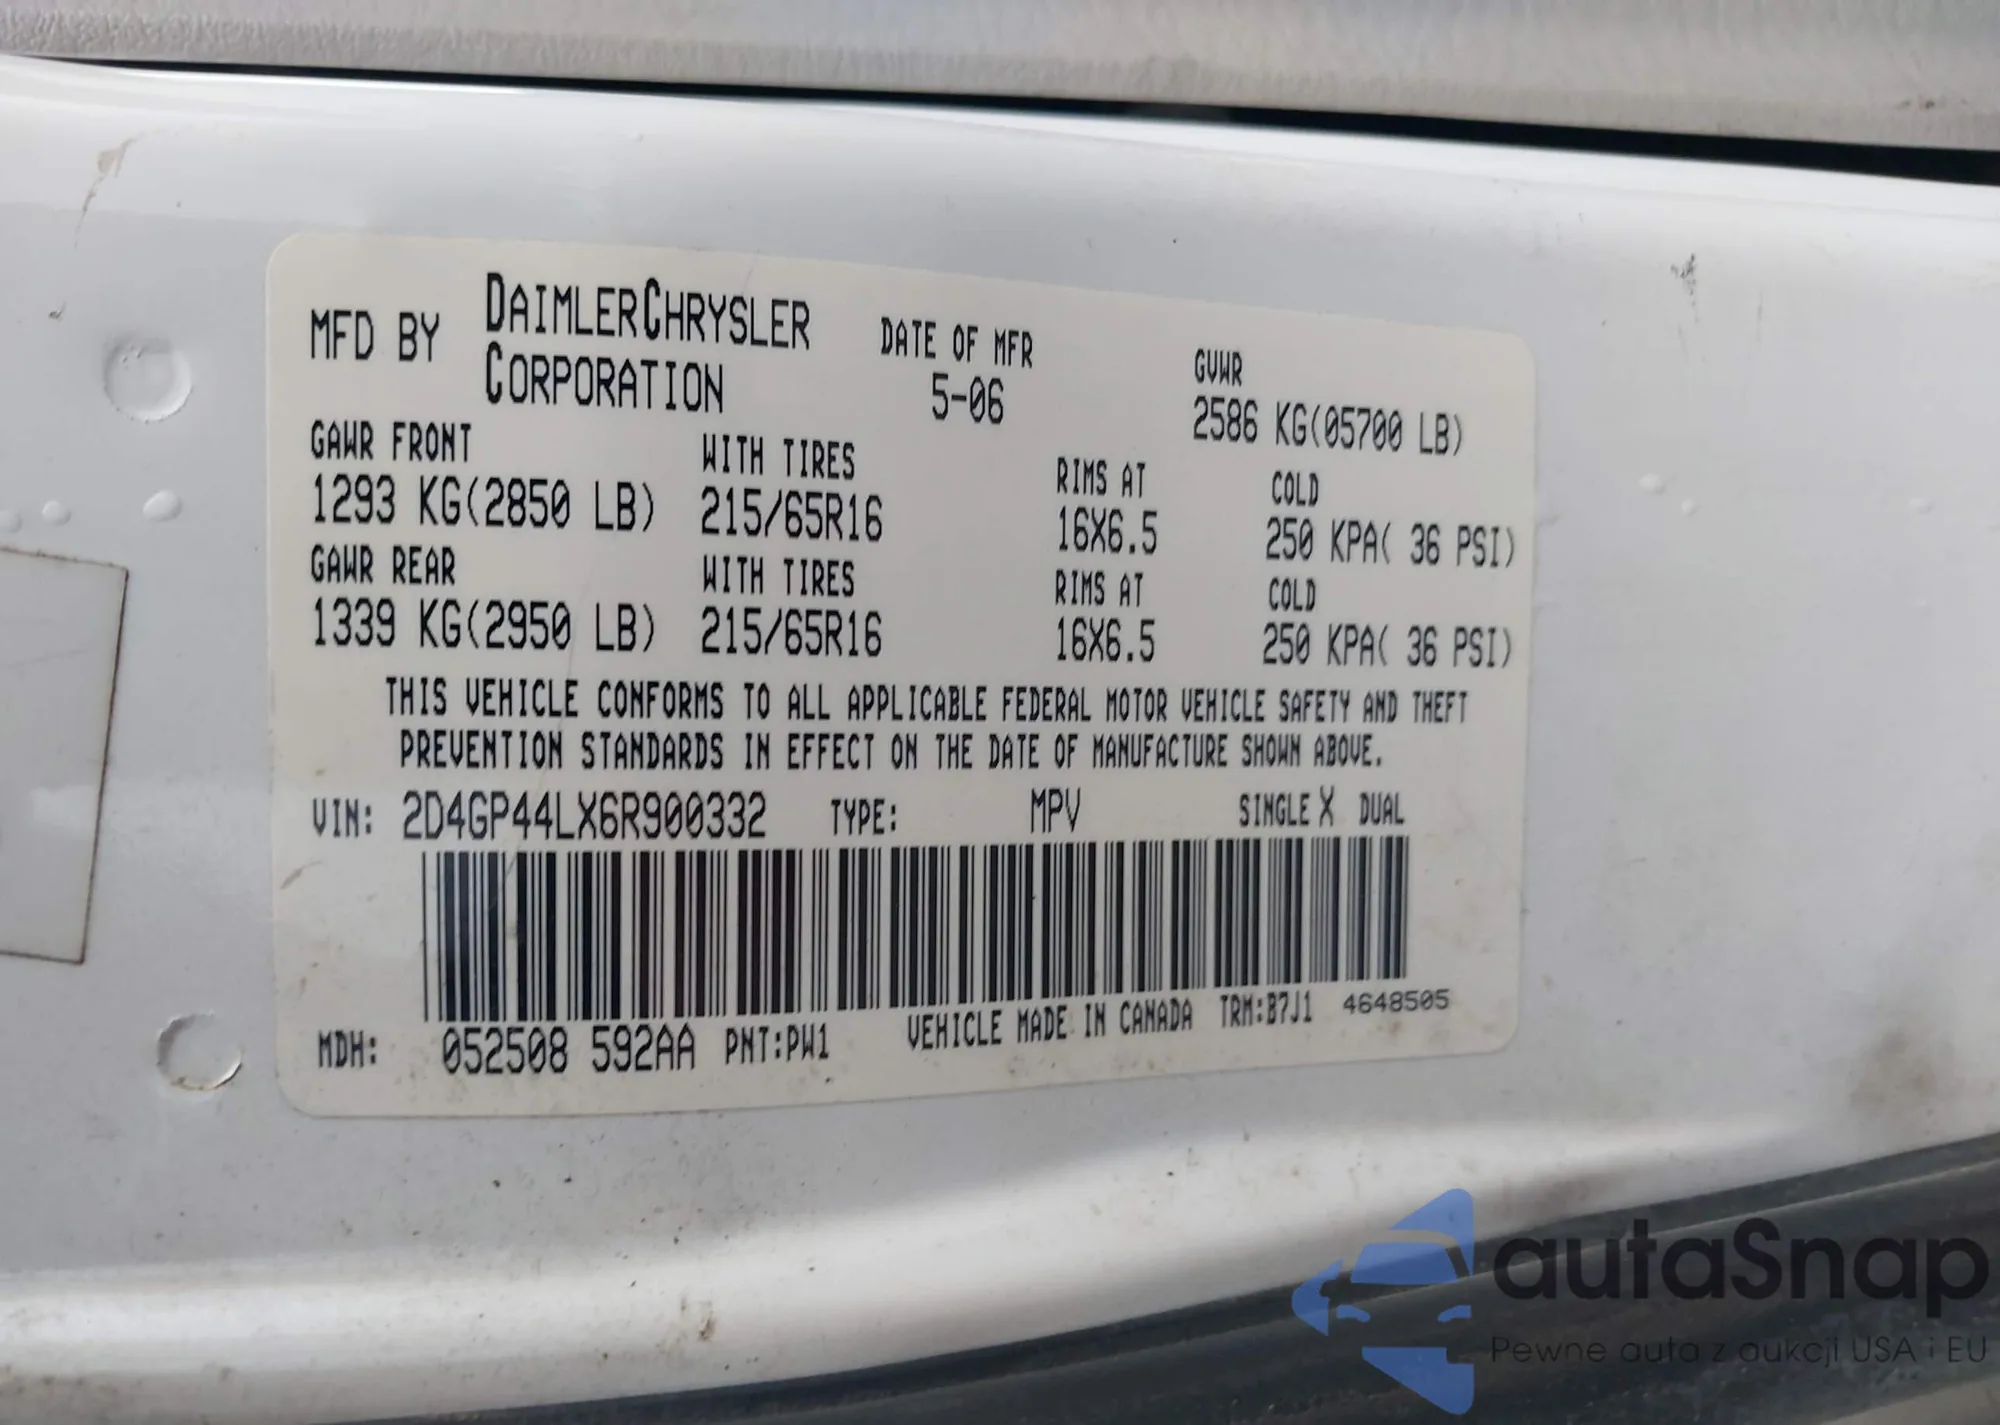 MFD BY DAIMLERCHRYSLER CORPORATION DATE OF MFR 5-06 GVWR 2586 KG(05700 LB)
GAWR FRONT WITH TIRES RIMS AT COLD
1293 KG(2850 LB) 215/65R16 16X6.5 250 KPA( 36 PSI)
GAWR REAR WITH TIRES RIMS AT COLD
1339 KG(2950 LB) 215/65R16 16X6.5 250 KPA( 36 PSI)
THIS VEHICLE CONFORMS TO ALL APPLICABLE FEDERAL MOTOR VEHICLE SAFETY AND THEFT
PREVENTION STANDARDS IN EFFECT ON THE DATE OF MANUFACTURE SHOWN ABOVE.
VIN: 2D4GP44LX6R900332 TYPE: MPV SINGLE X DUAL
MDH: 052508 592AA PNT:PW1 VEHICLE MADE IN CANADA TRM:B7J1 4648505
autaSnap
Pewne auta z aukcji USA i EU